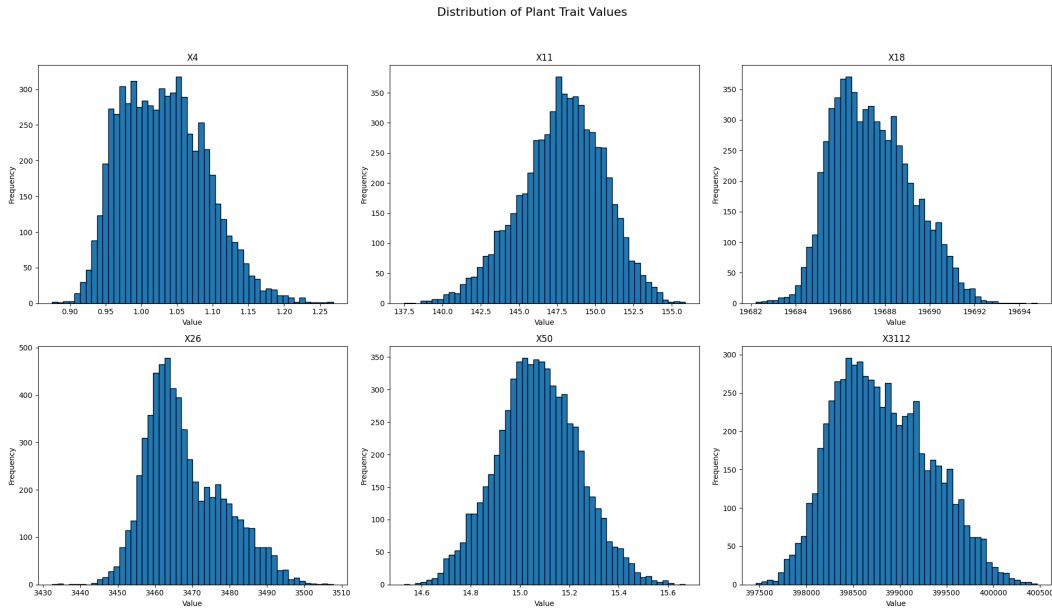 Distribution of Plant Trait Values
X4
Frequency
300
250
200
150
100
50
0
0.90 0.95 1.00 1.05 1.10 1.15 1.20 1.25
Value
X11
Frequency
350
300
250
200
150
100
50
0
137.5 140.0 142.5 145.0 147.5 150.0 152.5 155.0
Value
X18
Frequency
350
300
250
200
150
100
50
0
19682 19684 19686 19688 19690 19692 19694
Value
X26
Frequency
500
400
300
200
100
0
3430 3440 3450 3460 3470 3480 3490 3500 3510
Value
X50
Frequency
350
300
250
200
150
100
50
0
14.6 14.8 15.0 15.2 15.4 15.6
Value
X3112
Frequency
300
250
200
150
100
50
0
397500 398000 398500 399000 399500 400000 400500
Value